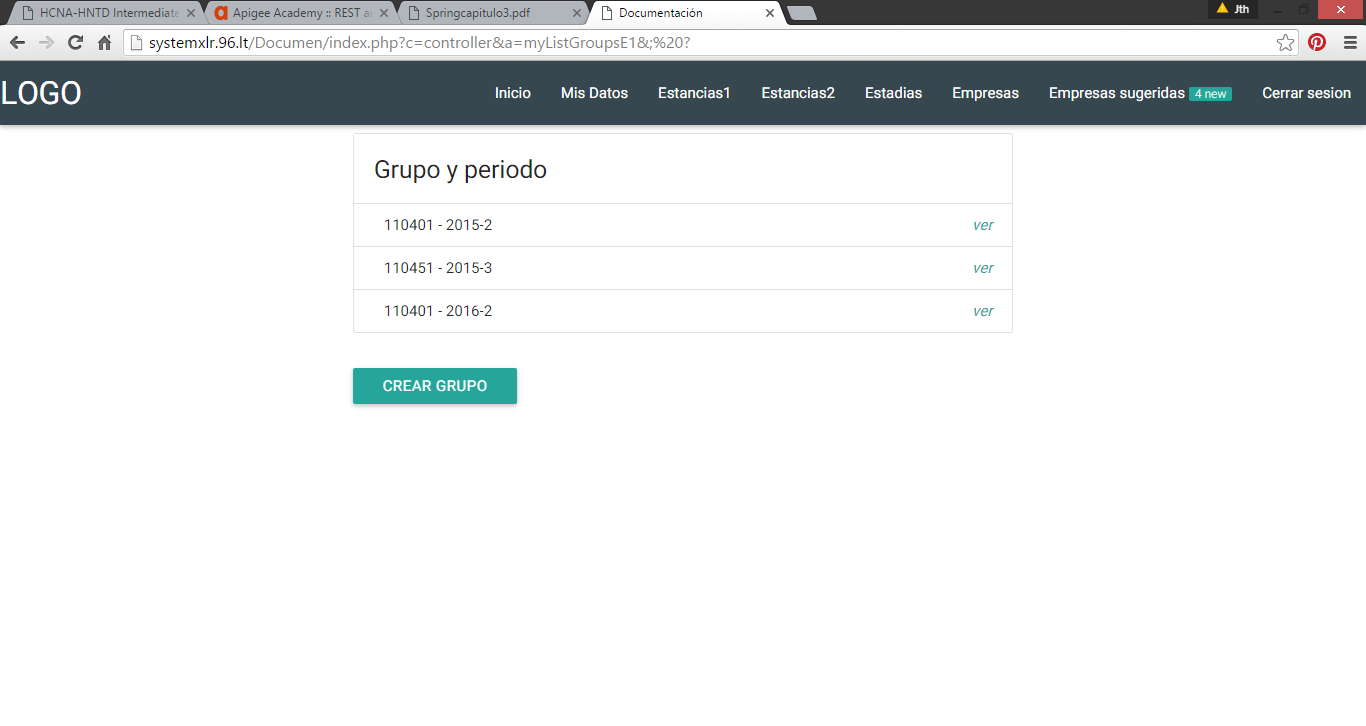 HCNA-HNTD Intermediate
Apigee Academy :: REST a
Springcapitulo3.pdf
Documentación
Jth
systemxlr.96.lt/Documen/index.php?c=controller&a=myListGroupsE1&;%20?
LOGO
Inicio
Mis Datos
Estancias1
Estancias2
Estadias
Empresas
Empresas sugeridas 4 new
Cerrar sesion
Grupo y periodo
110401 - 2015-2 ver
110451 - 2015-3 ver
110401 - 2016-2 ver
CREAR GRUPO